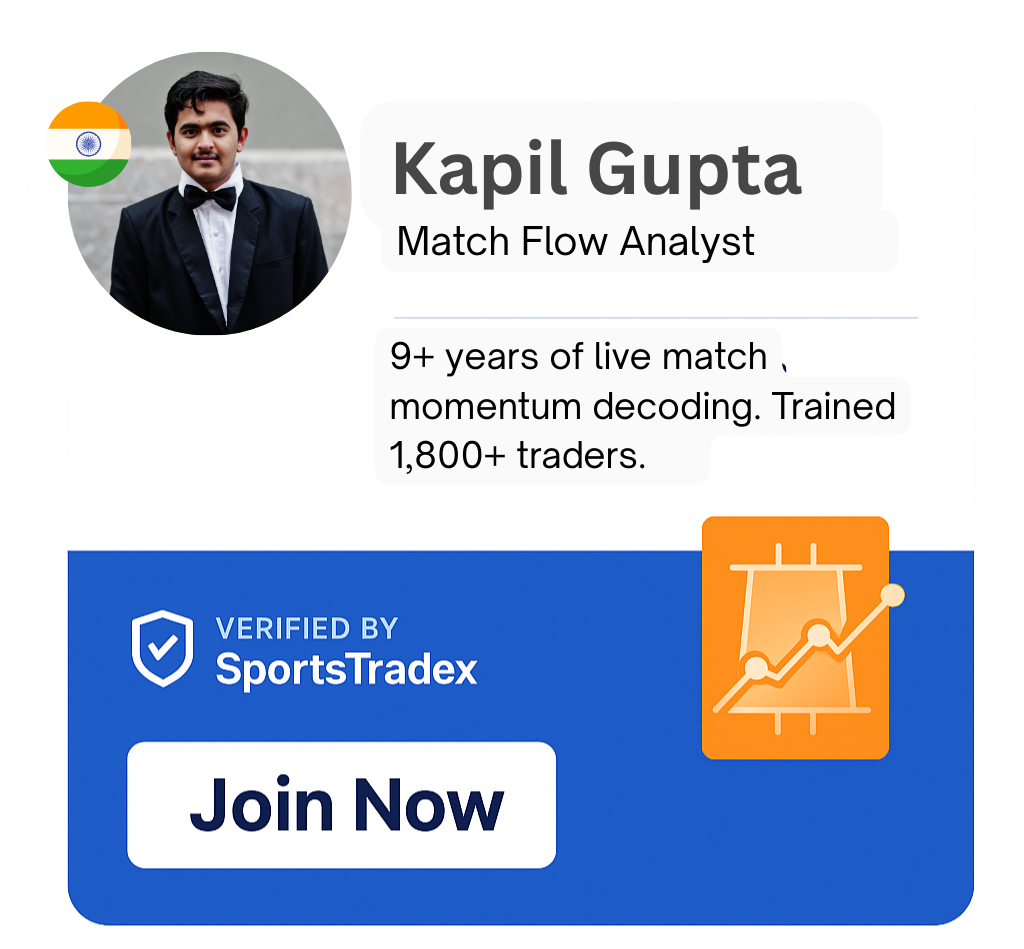 Kapil Gupta
Match Flow Analyst
9+ years of live match
momentum decoding. Trained
1,800+ traders.
VERIFIED BY
SportsTradex
Join Now